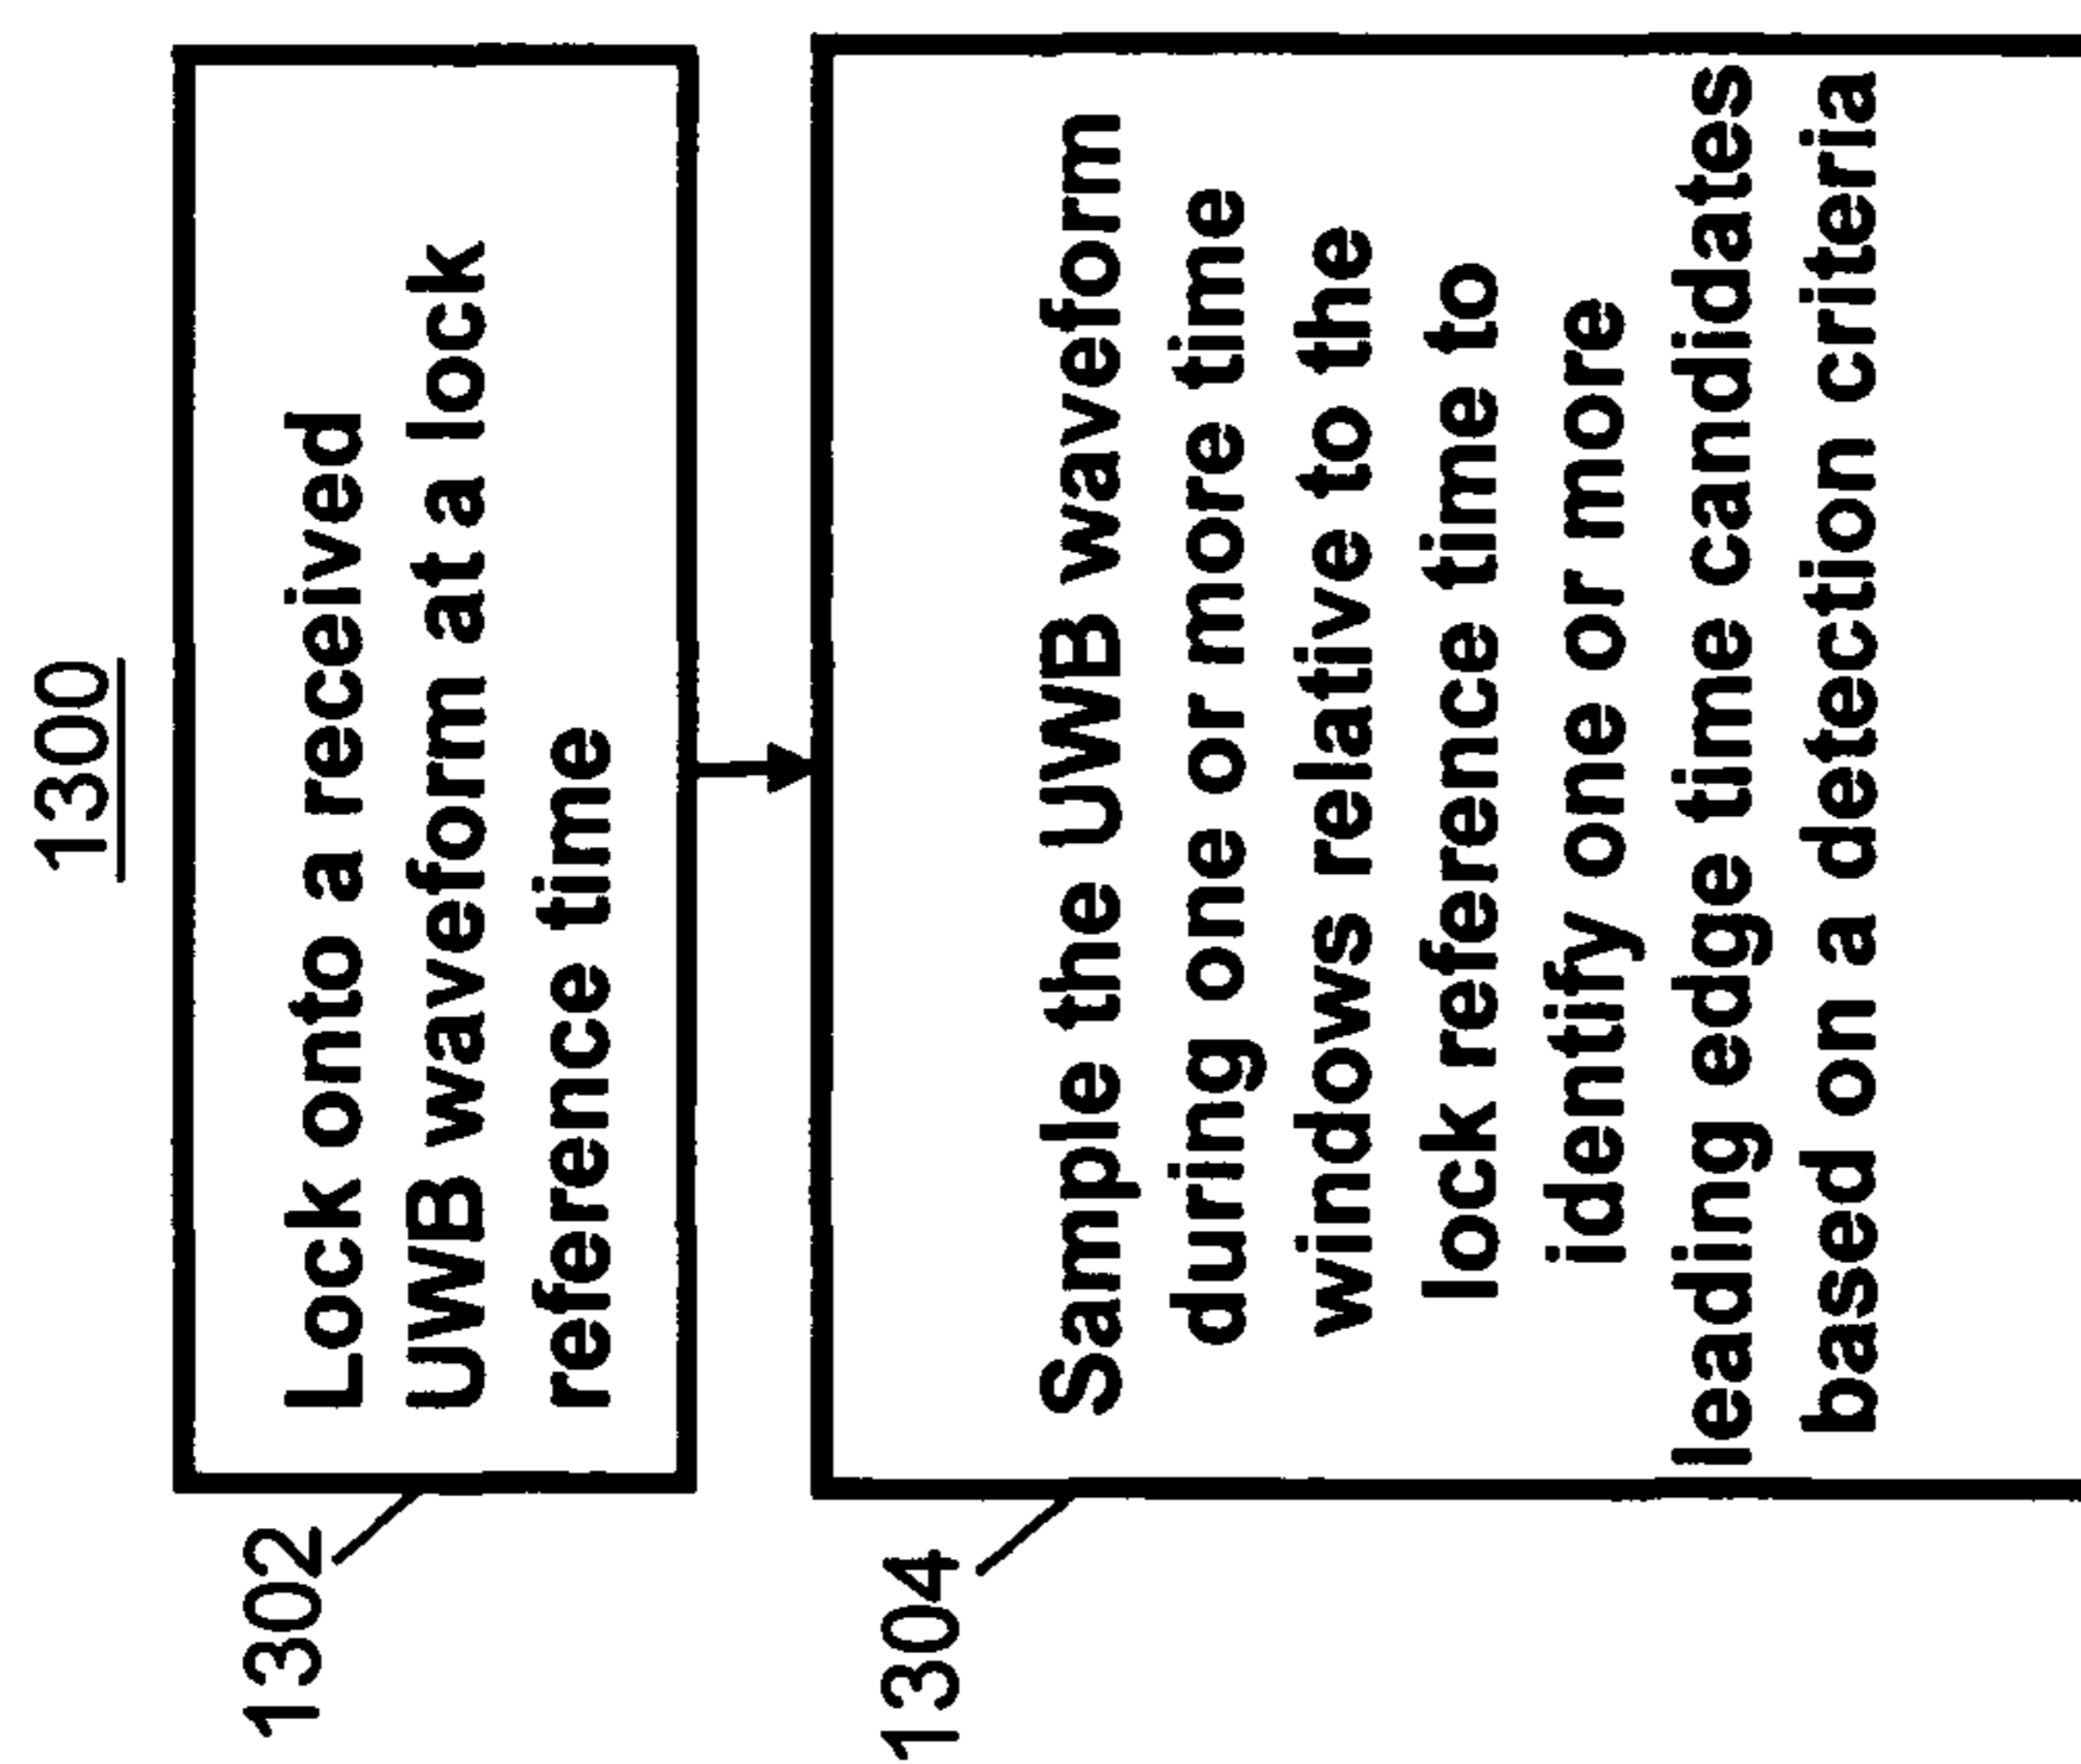 1300
1302
Lock onto a received
UWB waveform at a lock
reference time
1304
Sample the UWB waveform
during one or more time
windows relative to the
lock reference time to
identify one or more
leading edge time candidates
based on a detection criteria